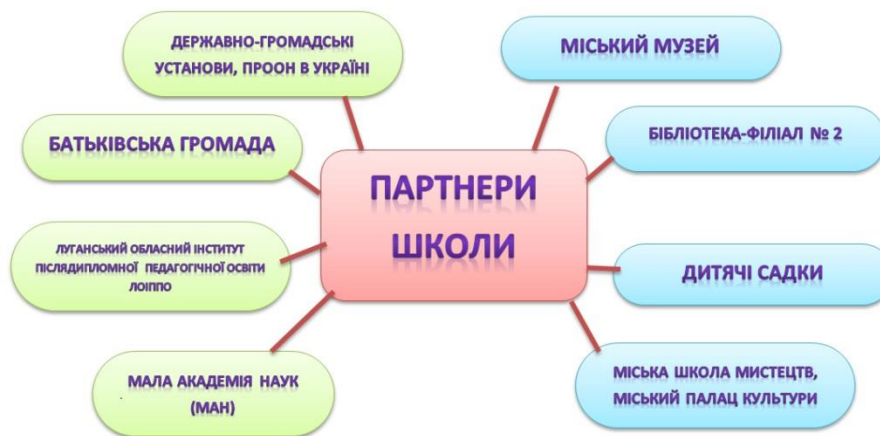 ДЕРЖАВНО-ГРОМАДСЬКІ
УСТАНОВИ, ПРООН В УКРАЇНІ
БАТЬКІВСЬКА ГРОМАДА
ЛУГАНСЬКИЙ ОБЛАСНИЙ ІНСТИТУТ
ПІСЛЯДИПЛОМНОЇ ПЕДАГОГІЧНОЇ ОСВІТИ
ЛОІППО
МАЛА АКАДЕМІЯ НАУК
(МАН)
.
ПАРТНЕРИ
ШКОЛИ
МІСЬКИЙ МУЗЕЙ
БІБЛІОТЕКА-ФІЛІАЛ № 2
ДИТЯЧІ САДКИ
МІСЬКА ШКОЛА МИСТЕЦТВ,
МІСЬКИЙ ПАЛАЦ КУЛЬТУРИ